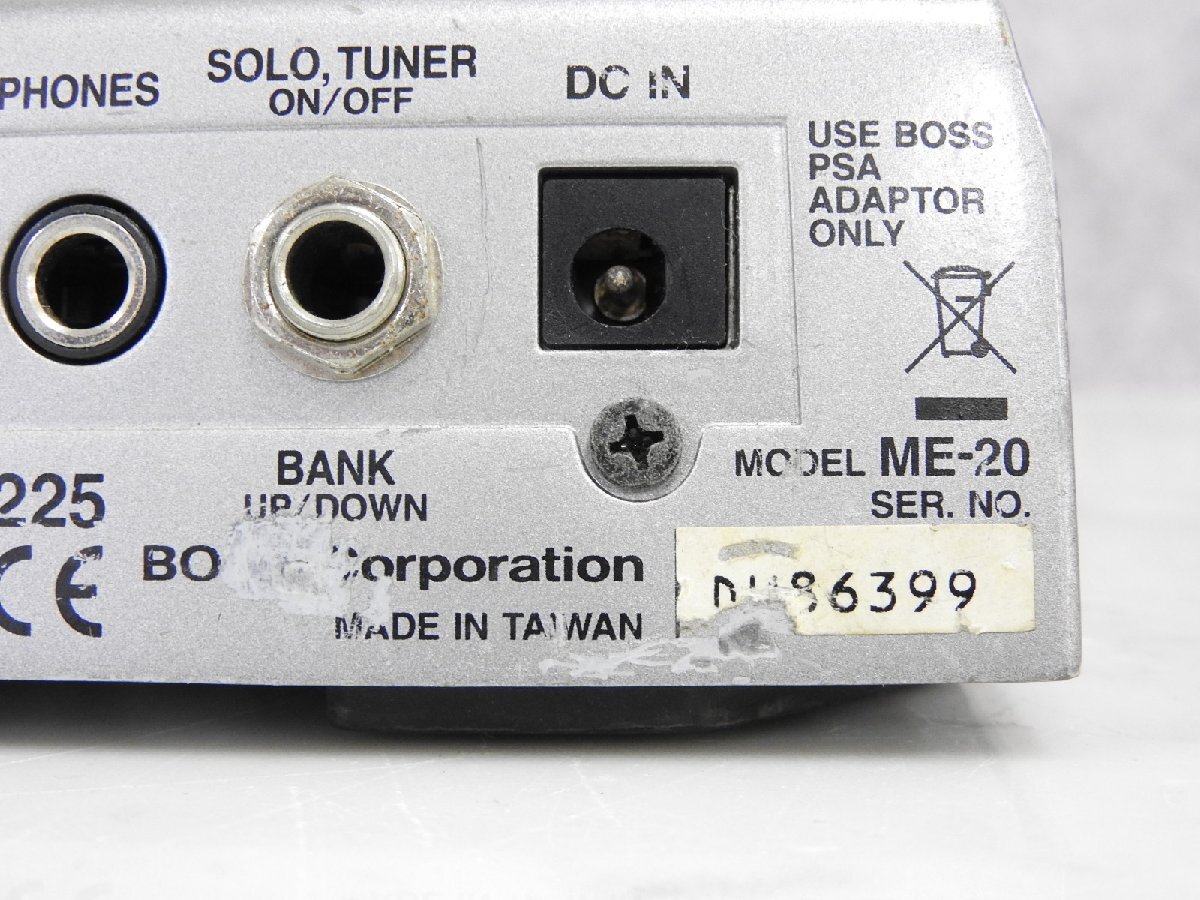 PHONES
SOLO, TUNER
ON/OFF
DC IN
USE BOSS
PSA
ADAPTOR
ONLY
225
BANK
UP/DOWN
MODEL ME-20
SER. NO.
CE
Corporation
MADE IN TAIWAN